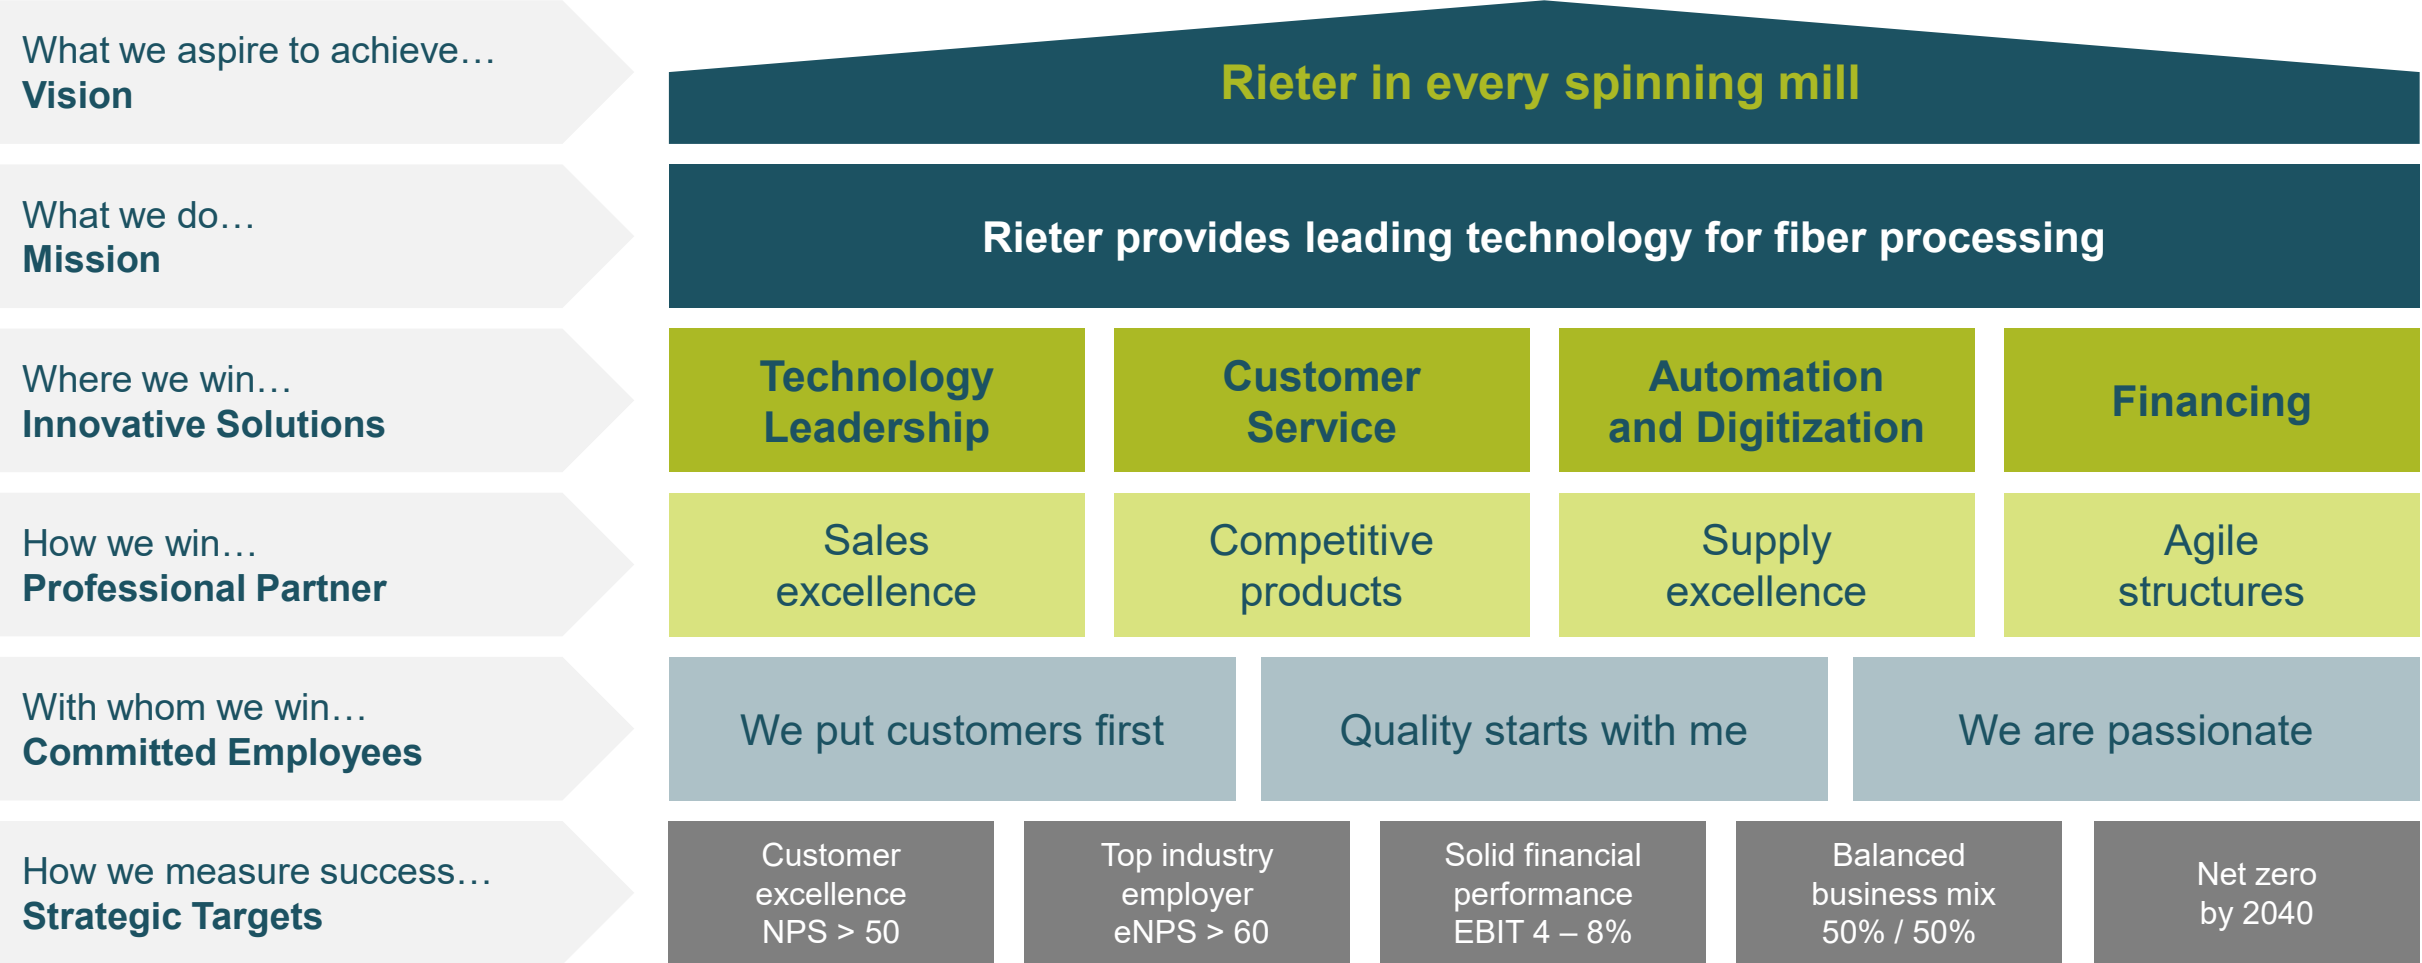 What we aspire to achieve…
Vision
Rieter in every spinning mill
What we do…
Mission
Rieter provides leading technology for fiber processing
Where we win…
Innovative Solutions
Technology
Leadership
Customer
Service
Automation
and Digitization
Financing
How we win…
Professional Partner
Sales
excellence
Competitive
products
Supply
excellence
Agile
structures
With whom we win…
Committed Employees
We put customers first
Quality starts with me
We are passionate
How we measure success…
Strategic Targets
Customer
excellence
NPS > 50
Top industry
employer
eNPS > 60
Solid financial
performance
EBIT 4 – 8%
Balanced
business mix
50% / 50%
Net zero
by 2040